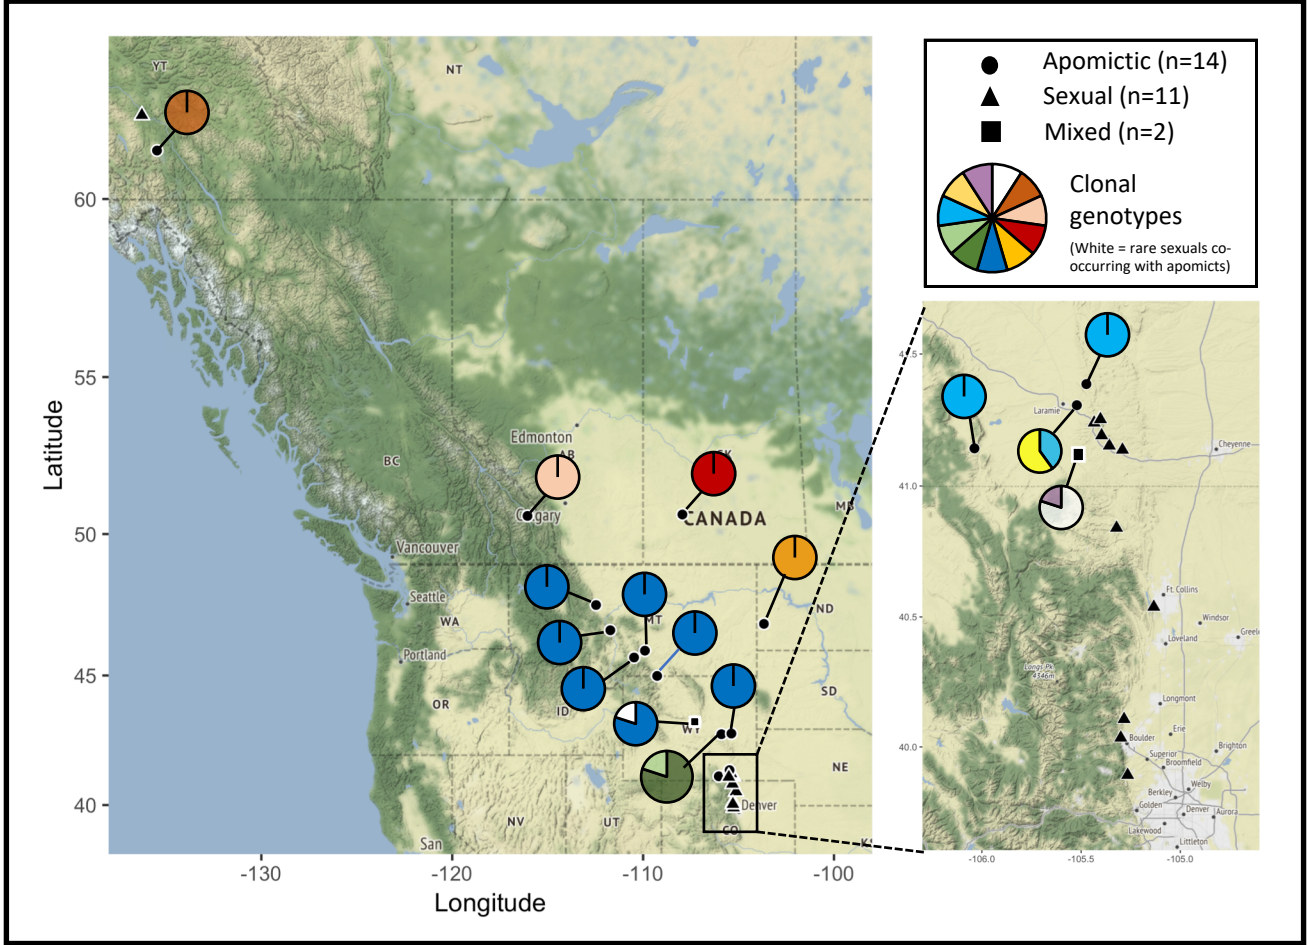 YT
NT
60
55
50
45
40
Latitude
Edmonton
AB
BC
Calgary
CANADA
Vancouver
Seattle
WA
MT
ND
Portland
OR
ID
WY
SD
NE
NV
UT
Denver
CO
San
-130
-120
-110
-100
Longitude
Apomictic (n=14)
Sexual (n=11)
Mixed (n=2)
Clonal
genotypes
(White = rare sexuals co-
occurring with apomicts)
Laramie
Cheyenne
41.0
40.5
40.0
Ft. Collins
Windsor
Loveland
Longs Pk.
4346m
Longmont
Erie
Boulder
Superior
Brighton
Broomfield
Welby
Berkley
Golden
Denver
Aurora
Lakewood
Littleton
-106.0
-105.5
-105.0